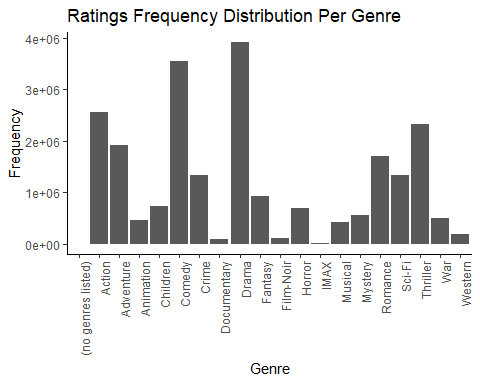 Ratings Frequency Distribution Per Genre
Frequency
4e+06
3e+06
2e+06
1e+06
0e+00
(no genres listed)
Action
Adventure
Animation
Children
Comedy
Crime
Documentary
Drama
Fantasy
Film-Noir
Horror
IMAX
Musical
Mystery
Romance
Sci-Fi
Thriller
War
Western
Genre